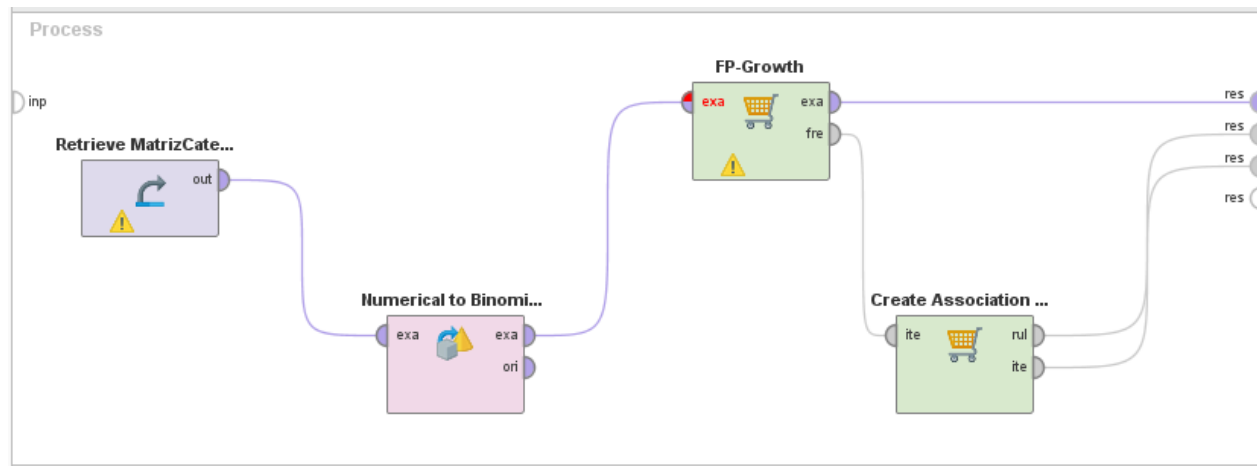 Process
inp
Retrieve MatrizCate...
out
Numerical to Binomi...
exa
exa
ori
FP-Growth
exa
exa
fre
Create Association ...
ite
rul
ite
res
res
res
res